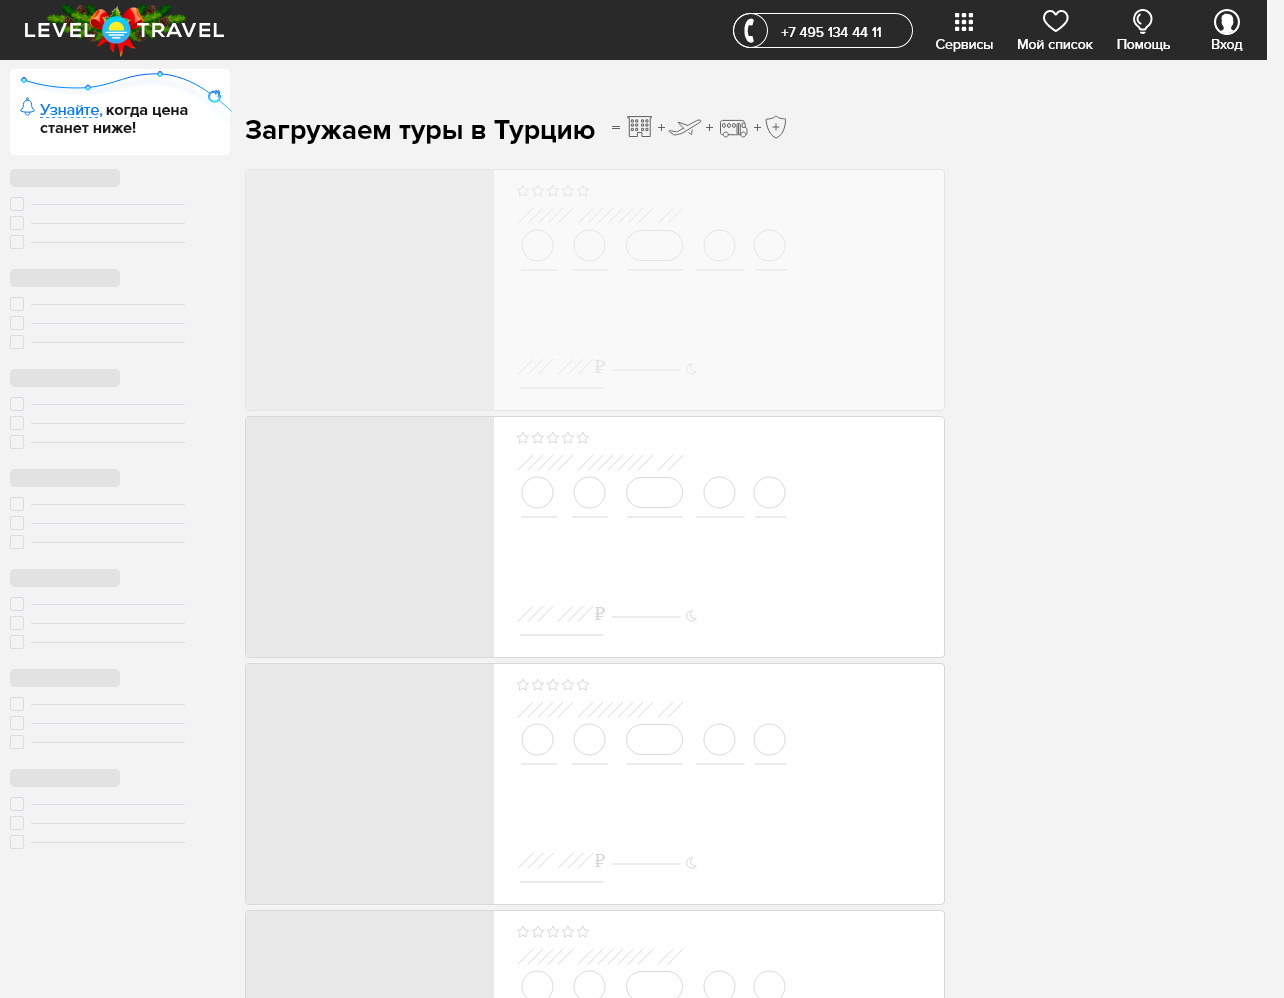 LEVEL TRAVEL
+7 495 134 44 11
Сервисы
Мой список
Помощь
Вход
Узнайте, когда цена
станет ниже!
Загружаем туры в Турцию = + + +
₽
₽
₽